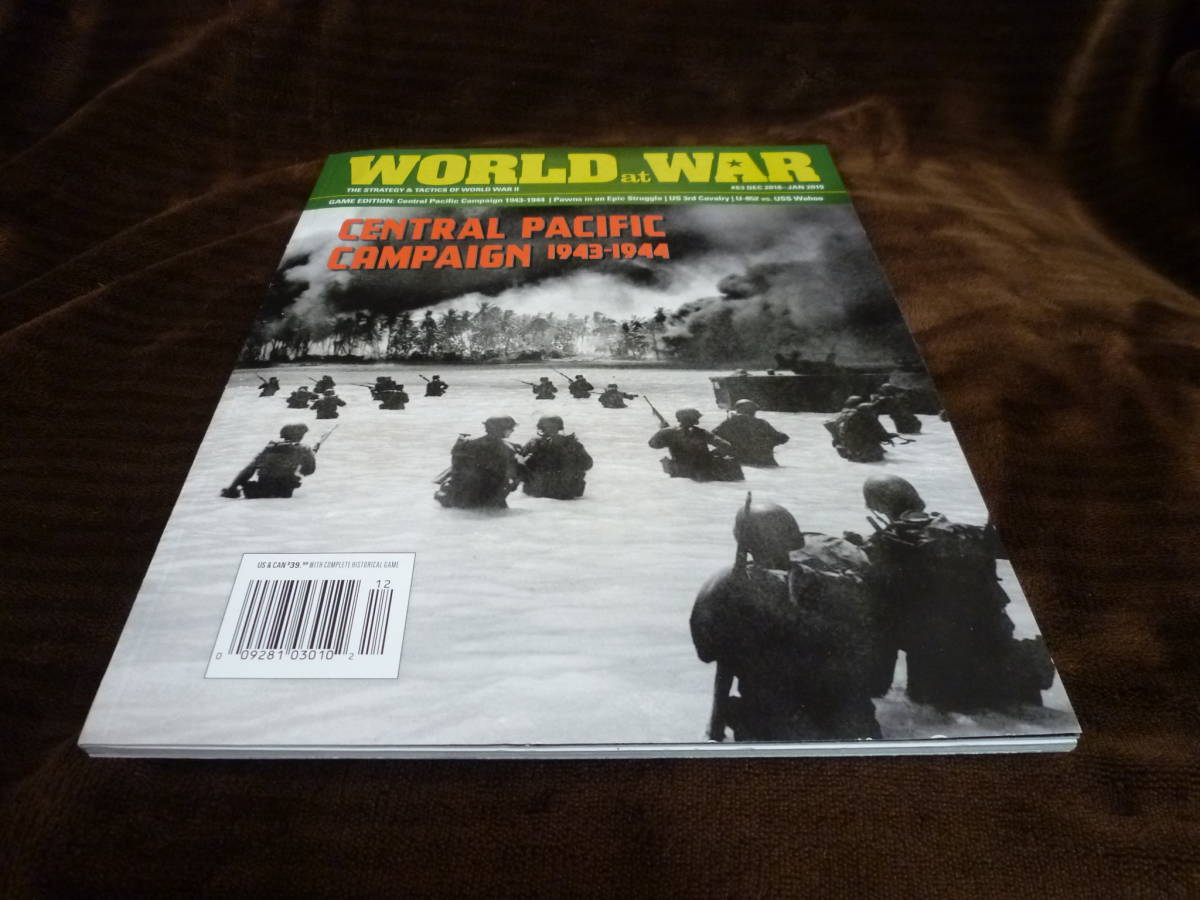 WORLD at WAR
THE STRATEGY & TACTICS OF WORLD WAR II
#63 DEC 2018–JAN 2019
GAME EDITION: Central Pacific Campaign 1943-1944 | Pawns in an Epic Struggle | US 3rd Cavalry | U-852 vs. USS Wahoo
CENTRAL PACIFIC
CAMPAIGN 1943-1944
US & CAN $39.99 WITH COMPLETE HISTORICAL GAME
12
0 09281 03010 2